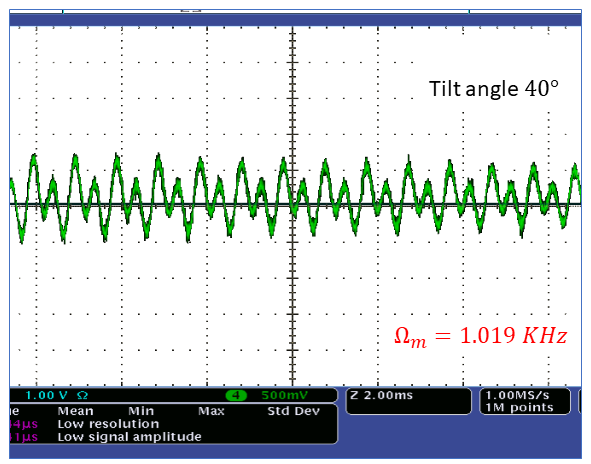 Tilt angle 40°
Ωₘ = 1.019 KHz
1.00 V Ω 4 500mV Z 2.00ms 1.00MS/s
1M points
Mean Min Max Std Dev
Low resolution
Low signal amplitude